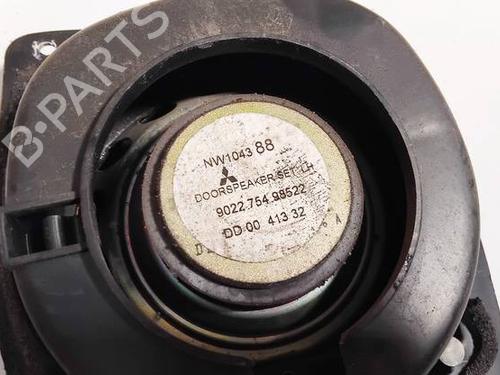 B-PARTS
NW1043 88
DOORSPEAKER SET LH
9022.754 98522
DD 00 413 32